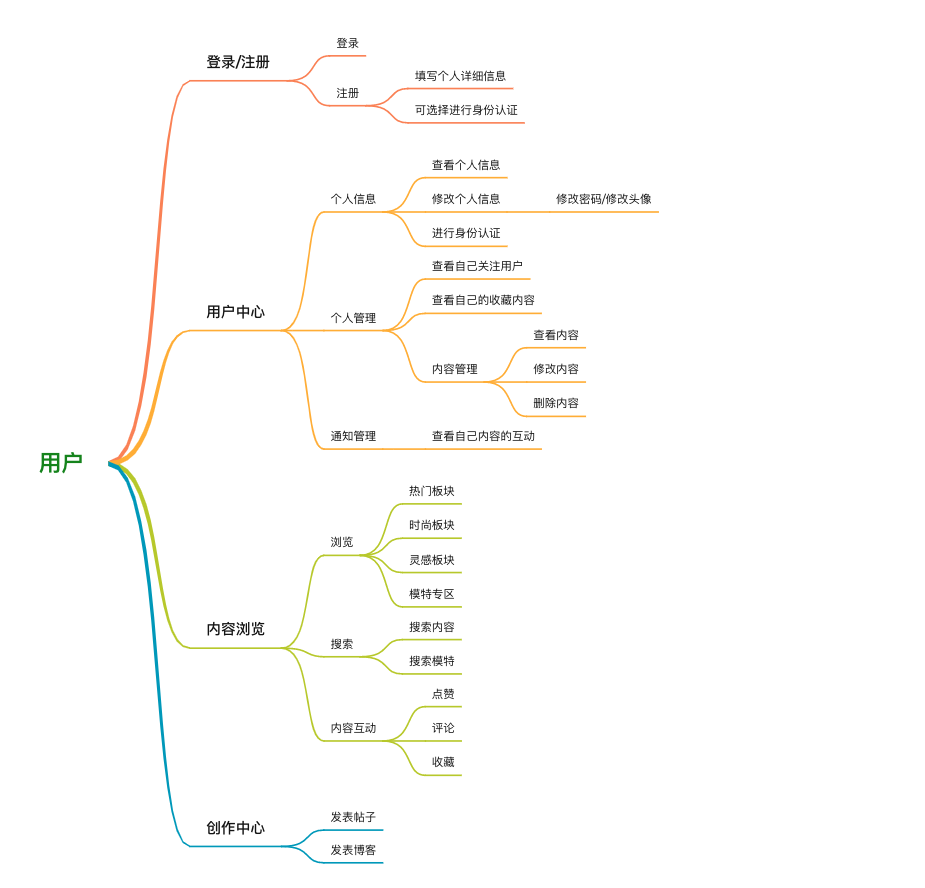 用户
登录/注册
登录
注册
填写个人详细信息
可选择进行身份认证
用户中心
个人信息
查看个人信息
修改个人信息
修改密码/修改头像
进行身份认证
个人管理
查看自己关注用户
查看自己的收藏内容
内容管理
查看内容
修改内容
删除内容
通知管理
查看自己内容的互动
内容浏览
浏览
热门板块
时尚板块
灵感板块
模特专区
搜索
搜索内容
搜索模特
内容互动
点赞
评论
收藏
创作中心
发表帖子
发表博客